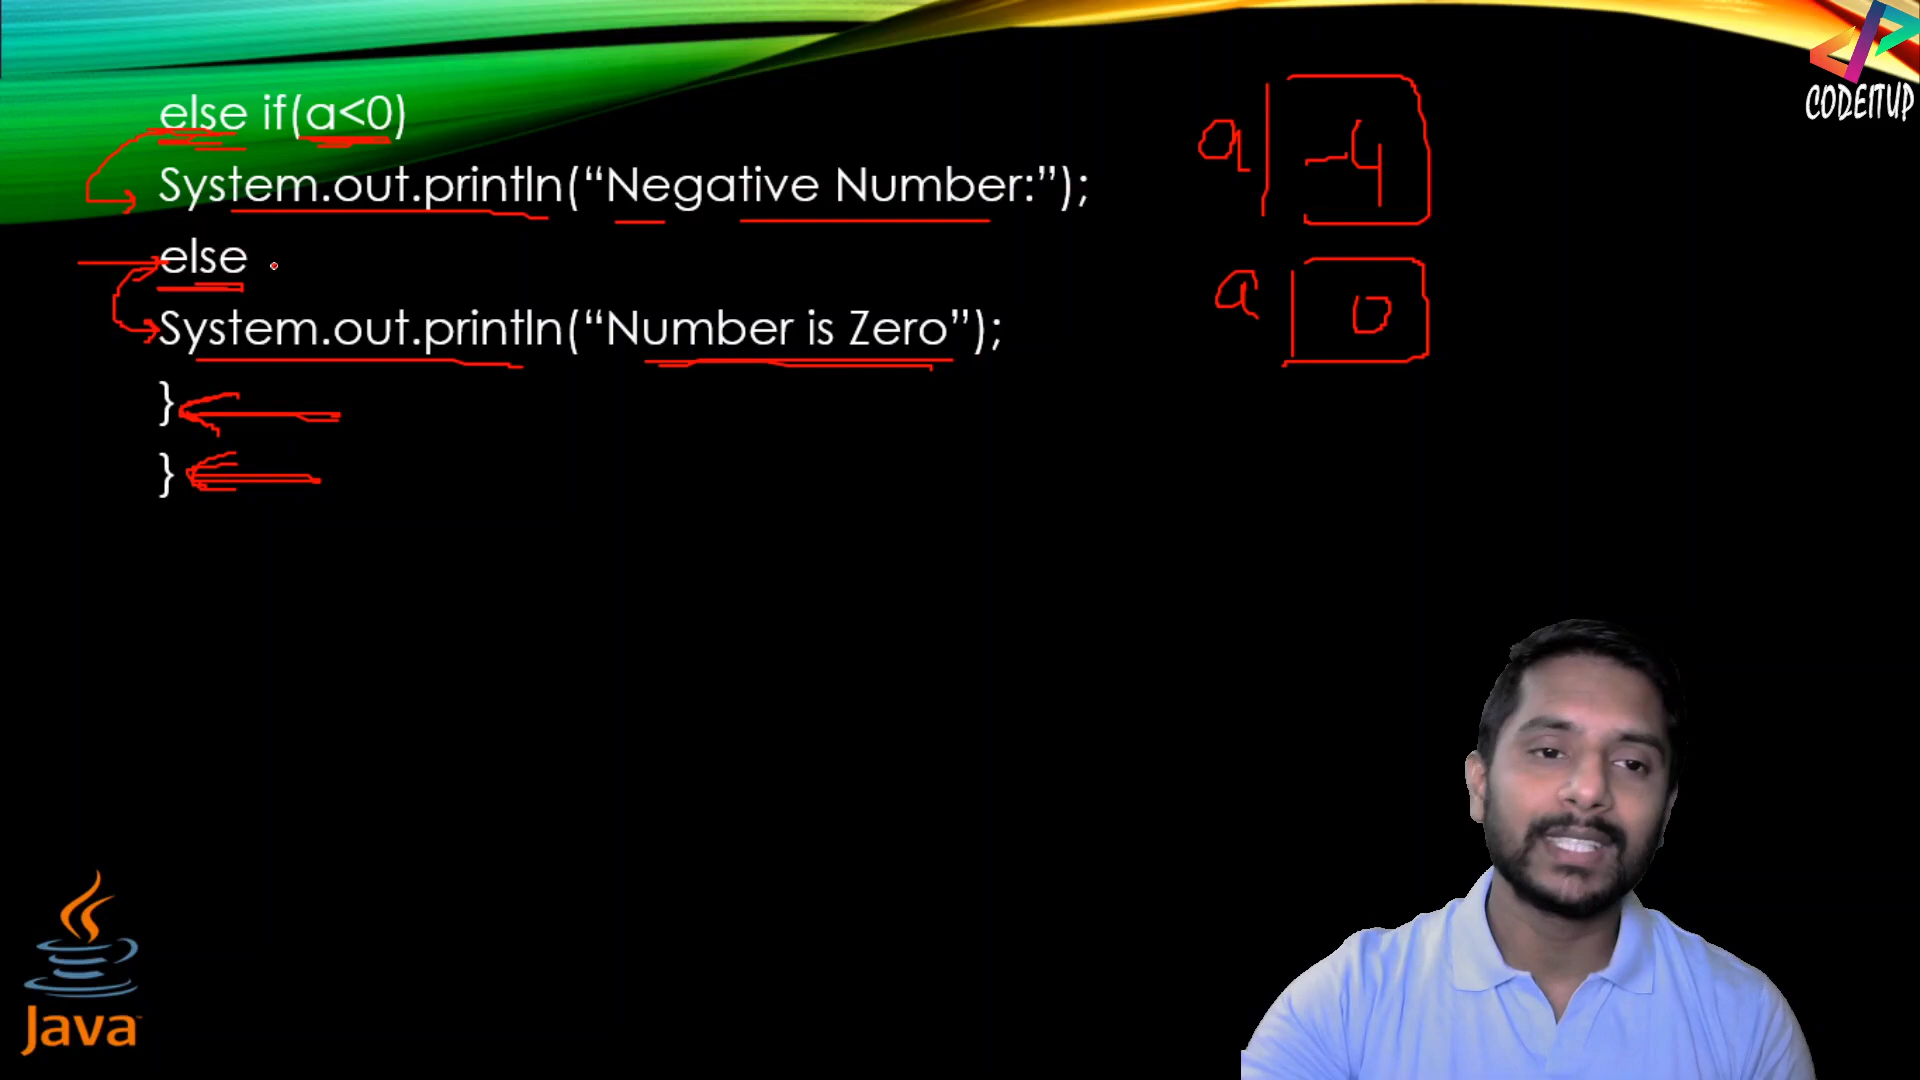 else if(a<0)
System.out.println(“Negative Number:”);
else
System.out.println(“Number is Zero”);
}
}
a -4
a 0
CODEITUP
Java